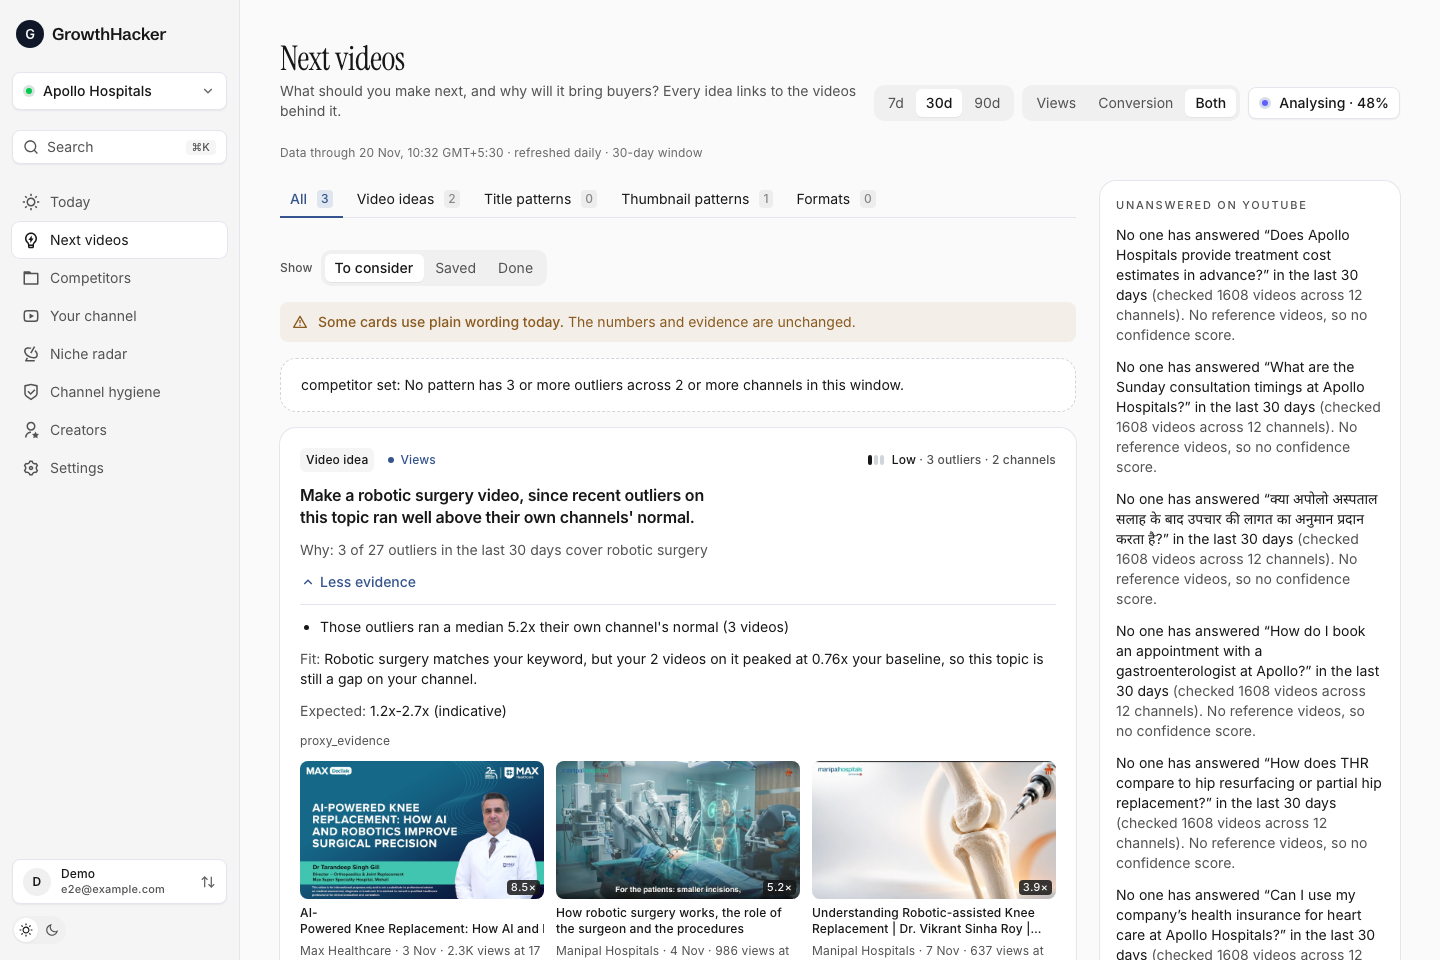 G GrowthHacker
Apollo Hospitals
Search ⌘K
Today
Next videos
Competitors
Your channel
Niche radar
Channel hygiene
Creators
Settings
D Demo
e2e@example.com
Next videos
What should you make next, and why will it bring buyers? Every idea links to the videos
behind it.
7d 30d 90d
Views Conversion Both
Analysing · 48%
Data through 20 Nov, 10:32 GMT+5:30 · refreshed daily · 30-day window
All 3 Video ideas 2 Title patterns 0 Thumbnail patterns 1 Formats 0
Show To consider Saved Done
Some cards use plain wording today. The numbers and evidence are unchanged.
competitor set: No pattern has 3 or more outliers across 2 or more channels in this window.
Video idea Views Low · 3 outliers · 2 channels
Make a robotic surgery video, since recent outliers on
this topic ran well above their own channels' normal.
Why: 3 of 27 outliers in the last 30 days cover robotic surgery
Less evidence
Those outliers ran a median 5.2x their own channel's normal (3 videos)
Fit: Robotic surgery matches your keyword, but your 2 videos on it peaked at 0.76x your baseline, so this topic is
still a gap on your channel.
Expected: 1.2x-2.7x (indicative)
proxy_evidence
MAX
MAX
Healthcare
AI-POWERED KNEE
REPLACEMENT: HOW AI
AND ROBOTICS IMPROVE
SURGICAL PRECISION
Dr Tarandeep Singh Gill
8.5×
manipalhospitals
For the patients: smaller incisions,
5.2×
manipalhospitals
3.9×
AI-
Powered Knee Replacement: How AI and
Max Healthcare · 3 Nov · 2.3K views at 17
How robotic surgery works, the role of
the surgeon and the procedures
Manipal Hospitals · 4 Nov · 986 views at
Understanding Robotic-assisted Knee
Replacement | Dr. Vikrant Sinha Roy |...
Manipal Hospitals · 7 Nov · 637 views at
UNANSWERED ON YOUTUBE
No one has answered “Does Apollo
Hospitals provide treatment cost
estimates in advance?” in the last 30
days (checked 1608 videos across 12
channels). No reference videos, so no
confidence score.
No one has answered “What are the
Sunday consultation timings at Apollo
Hospitals?” in the last 30 days (checked
1608 videos across 12 channels). No
reference videos, so no confidence
score.
No one has answered “क्या अपोलो अस्पताल
सलाह के बाद उपचार की लागत का अनुमान प्रदान
करता है?” in the last 30 days (checked
1608 videos across 12 channels). No
reference videos, so no confidence
score.
No one has answered “How do I book
an appointment with a
gastroenterologist at Apollo?” in the last
30 days (checked 1608 videos across
12 channels). No reference videos, so
no confidence score.
No one has answered “How does THR
compare to hip resurfacing or partial hip
replacement?” in the last 30 days
(checked 1608 videos across 12
channels). No reference videos, so no
confidence score.
No one has answered “Can I use my
company’s health insurance for heart
care at Apollo Hospitals?” in the last 30
days (checked 1608 videos across 12